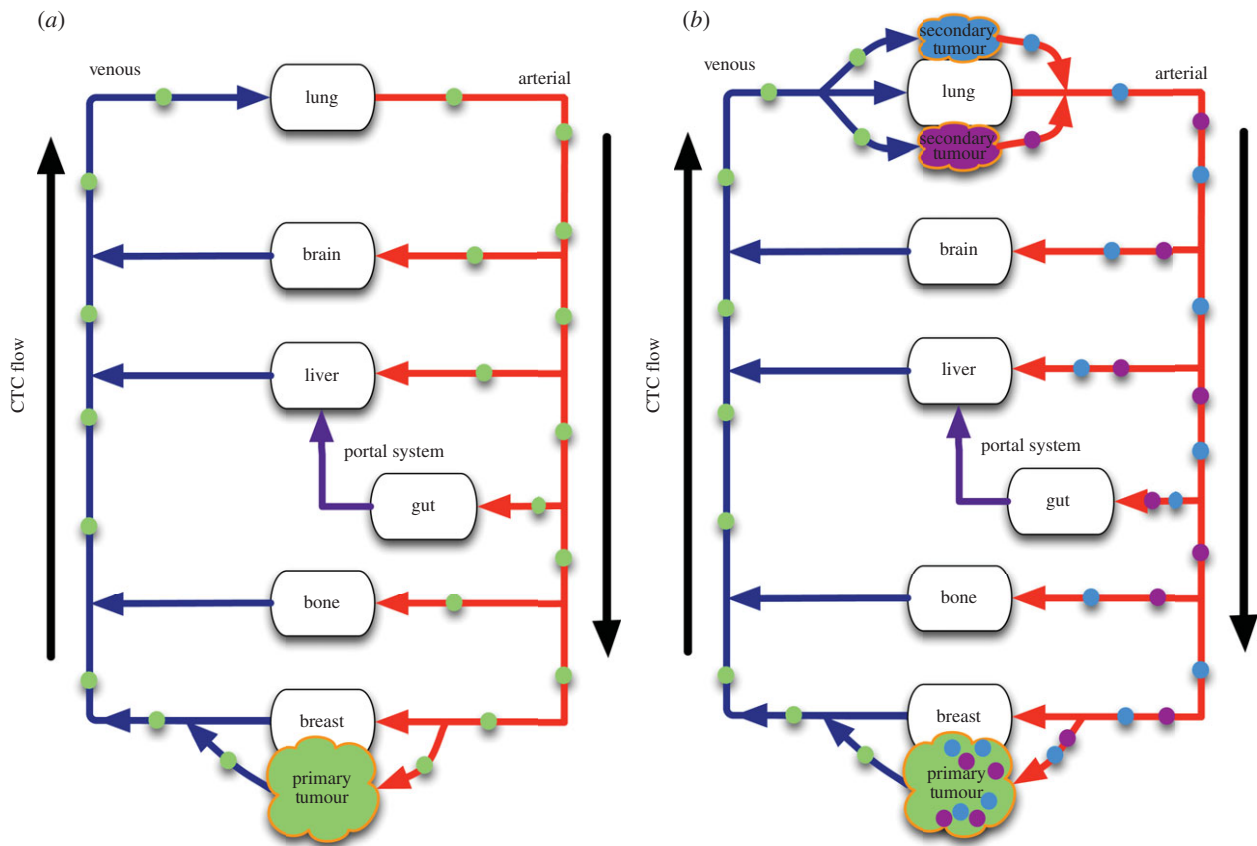 (a)
venous
lung
arterial
brain
liver
CTC flow
portal system
gut
bone
breast
primary
tumour
(b)
secondary
tumour
venous
arterial
lung
secondary
tumour
brain
liver
CTC flow
portal system
gut
bone
breast
primary
tumour